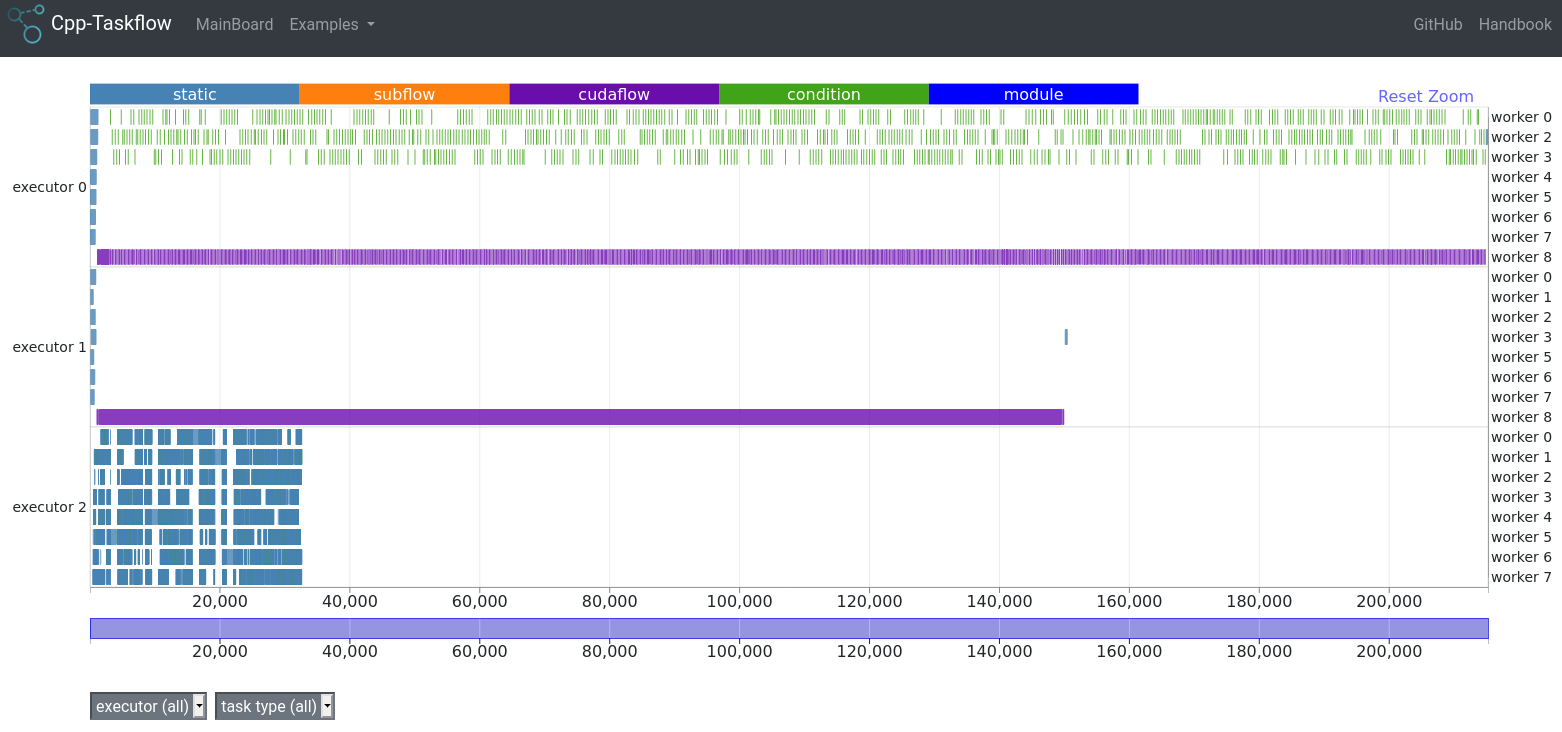 Cpp-Taskflow MainBoard Examples GitHub Handbook
static subflow cudaflow condition module Reset Zoom
worker 0
worker 2
worker 3
worker 4
executor 0
worker 5
worker 6
worker 7
worker 8
worker 0
worker 1
worker 2
worker 3
executor 1
worker 5
worker 6
worker 7
worker 8
worker 0
worker 1
worker 2
worker 3
executor 2
worker 4
worker 5
worker 6
worker 7
20,000 40,000 60,000 80,000 100,000 120,000 140,000 160,000 180,000 200,000
20,000 40,000 60,000 80,000 100,000 120,000 140,000 160,000 180,000 200,000
executor (all) task type (all)